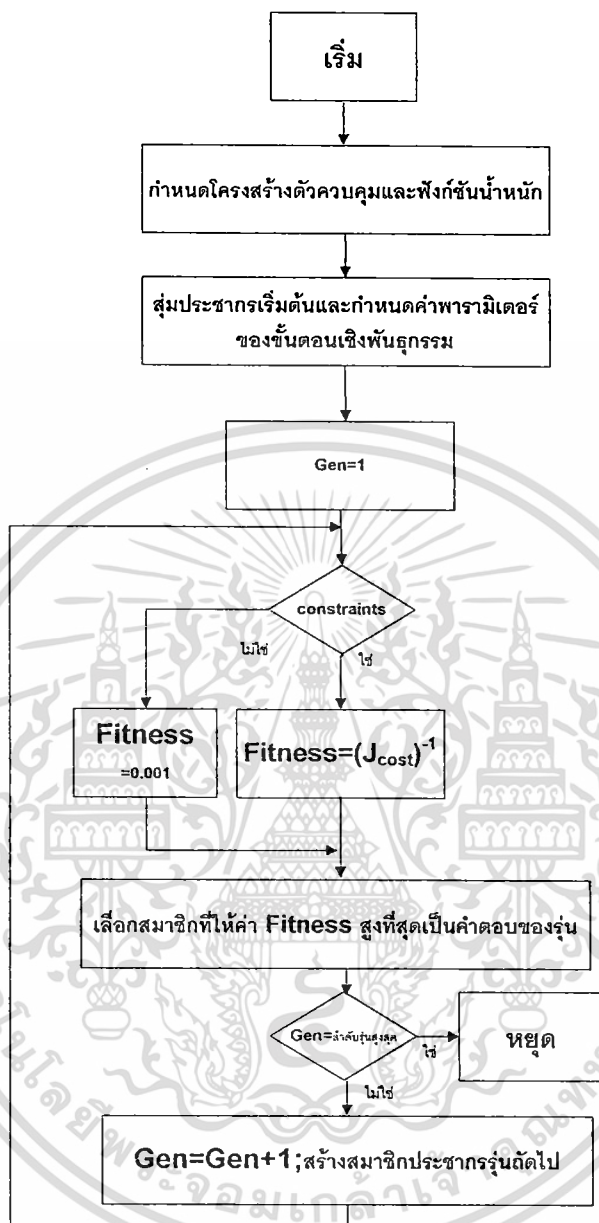 เริ่ม
กำหนดโครงสร้างตัวควบคุมและฟังก์ชันน้ำหนัก
สุ่มประชากรเริ่มต้นและกำหนดค่าพารามิเตอร์
ของขั้นตอนเชิงพันธุกรรม
Gen=1
constraints
ไม่ใช่
ใช่
Fitness
=0.001
Fitness=(J_cost)^-1
เลือกสมาชิกที่ให้ค่า Fitness สูงที่สุดเป็นคำตอบของรุ่น
Gen=ลำดับรุ่นสูงสุด
ใช่
หยุด
ไม่ใช่
Gen=Gen+1;สร้างสมาชิกประชากรรุ่นถัดไป